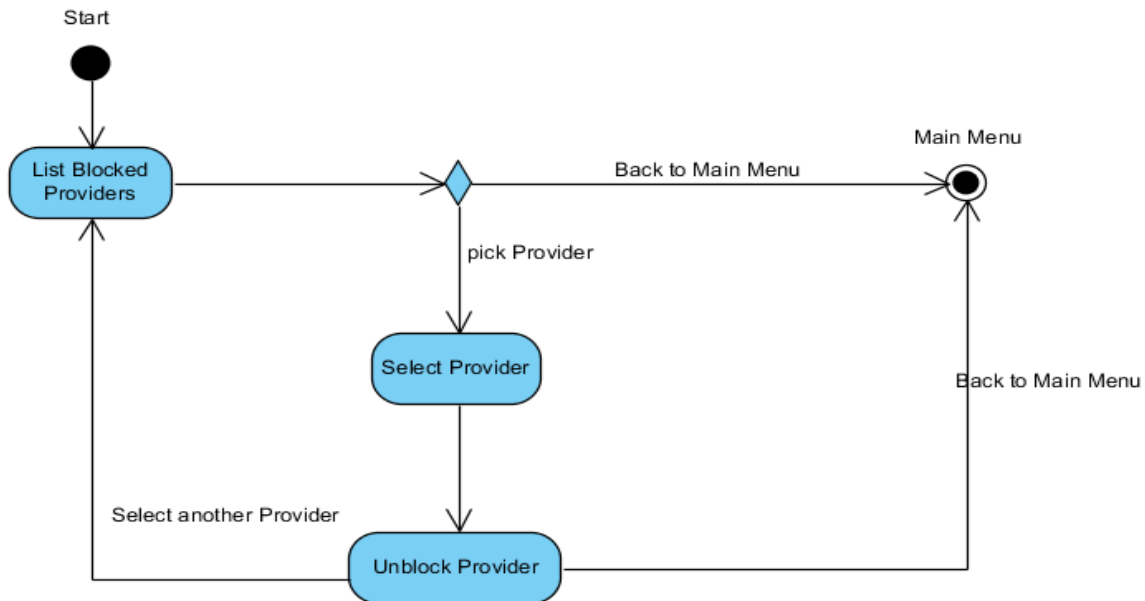 Start
Main Menu
List Blocked
Providers
Back to Main Menu
pick Provider
Select Provider
Back to Main Menu
Select another Provider
Unblock Provider